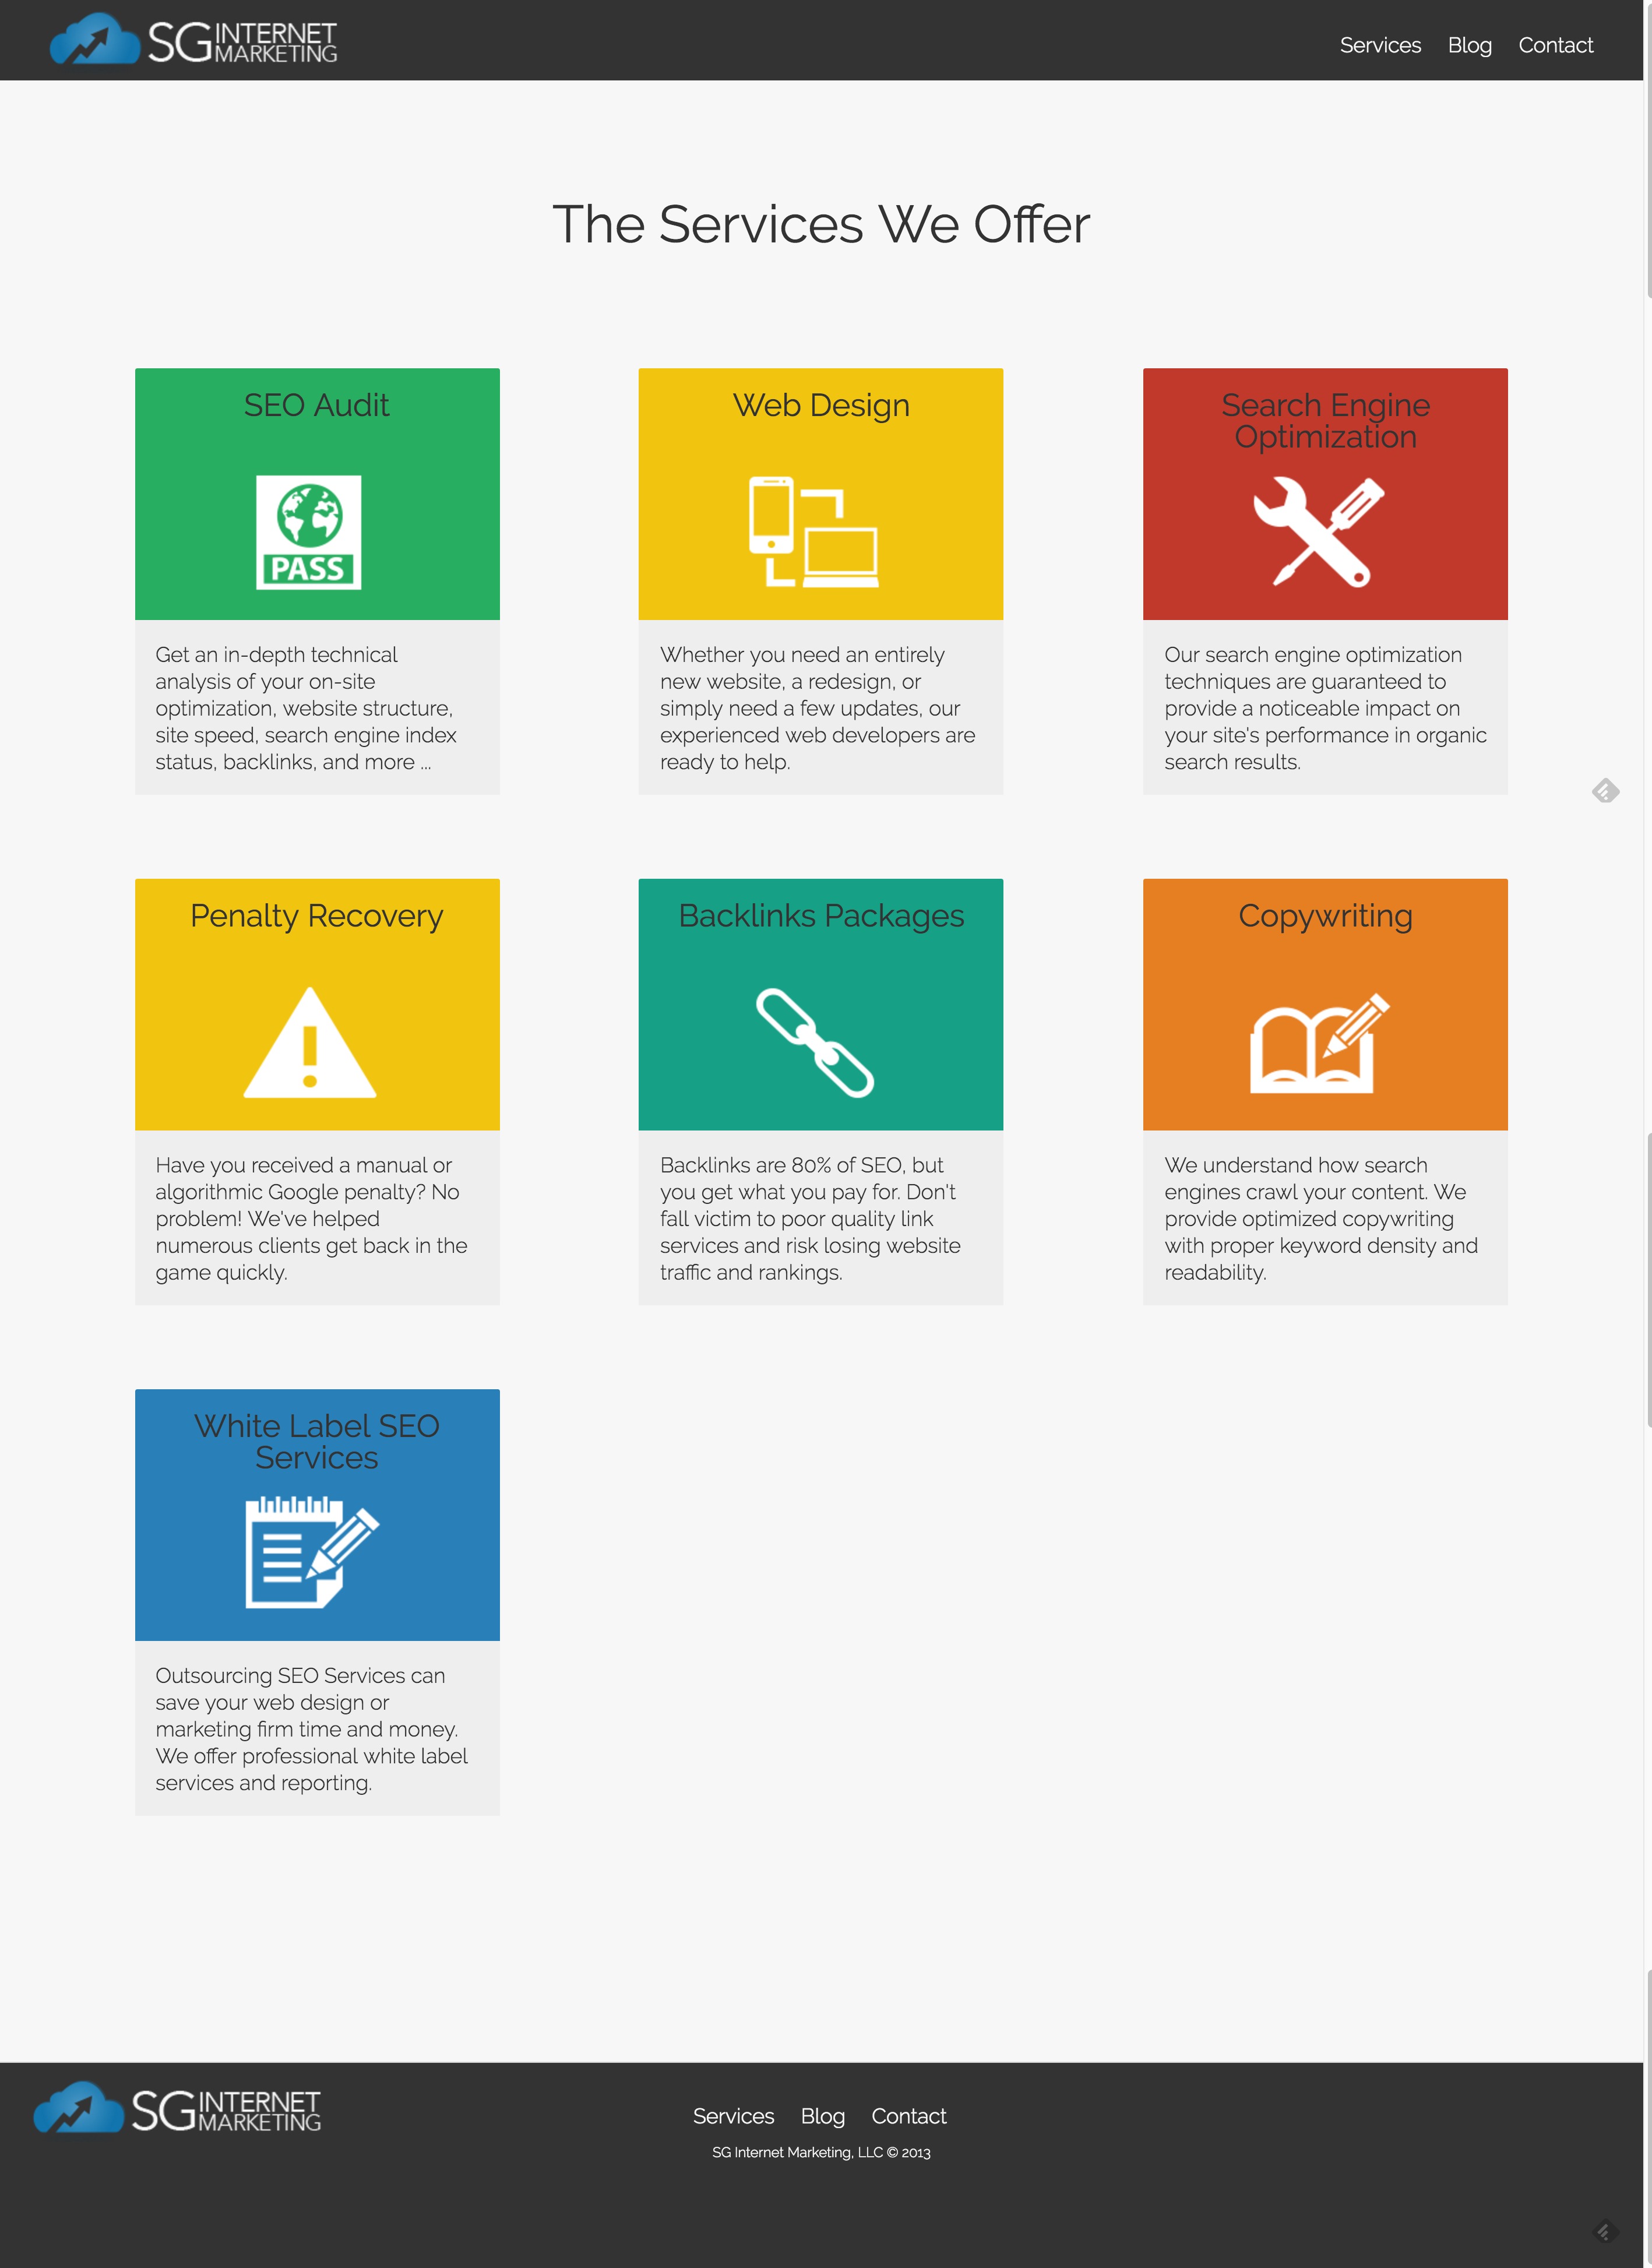 SG INTERNET MARKETING
Services Blog Contact
The Services We Offer
SEO Audit
PASS
Get an in-depth technical
analysis of your on-site
optimization, website structure,
site speed, search engine index
status, backlinks, and more ...
Web Design
Whether you need an entirely
new website, a redesign, or
simply need a few updates, our
experienced web developers are
ready to help.
Search Engine
Optimization
Our search engine optimization
techniques are guaranteed to
provide a noticeable impact on
your site's performance in organic
search results.
Penalty Recovery
Have you received a manual or
algorithmic Google penalty? No
problem! We've helped
numerous clients get back in the
game quickly.
Backlinks Packages
Backlinks are 80% of SEO, but
you get what you pay for. Don't
fall victim to poor quality link
services and risk losing website
traffic and rankings.
Copywriting
We understand how search
engines crawl your content. We
provide optimized copywriting
with proper keyword density and
readability.
White Label SEO
Services
Outsourcing SEO Services can
save your web design or
marketing firm time and money.
We offer professional white label
services and reporting.
SG INTERNET MARKETING
Services Blog Contact
SG Internet Marketing, LLC © 2013